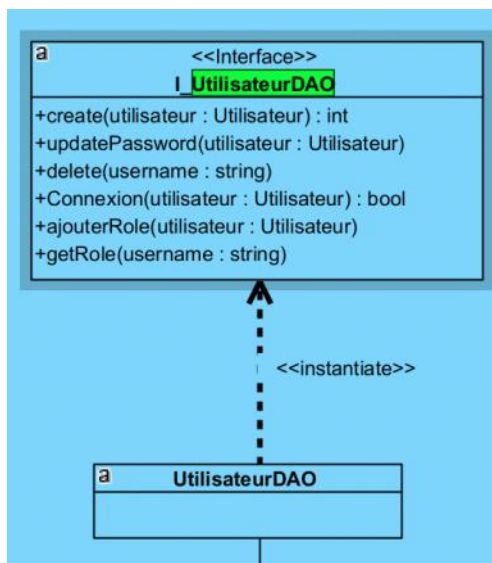 a
<<Interface>>
I_UtilisateurDAO
+create(utilisateur : Utilisateur) : int
+updatePassword(utilisateur : Utilisateur)
+delete(username : string)
+Connexion(utilisateur : Utilisateur) : bool
+ajouterRole(utilisateur : Utilisateur)
+getRole(username : string)
<<instantiate>>
a
UtilisateurDAO